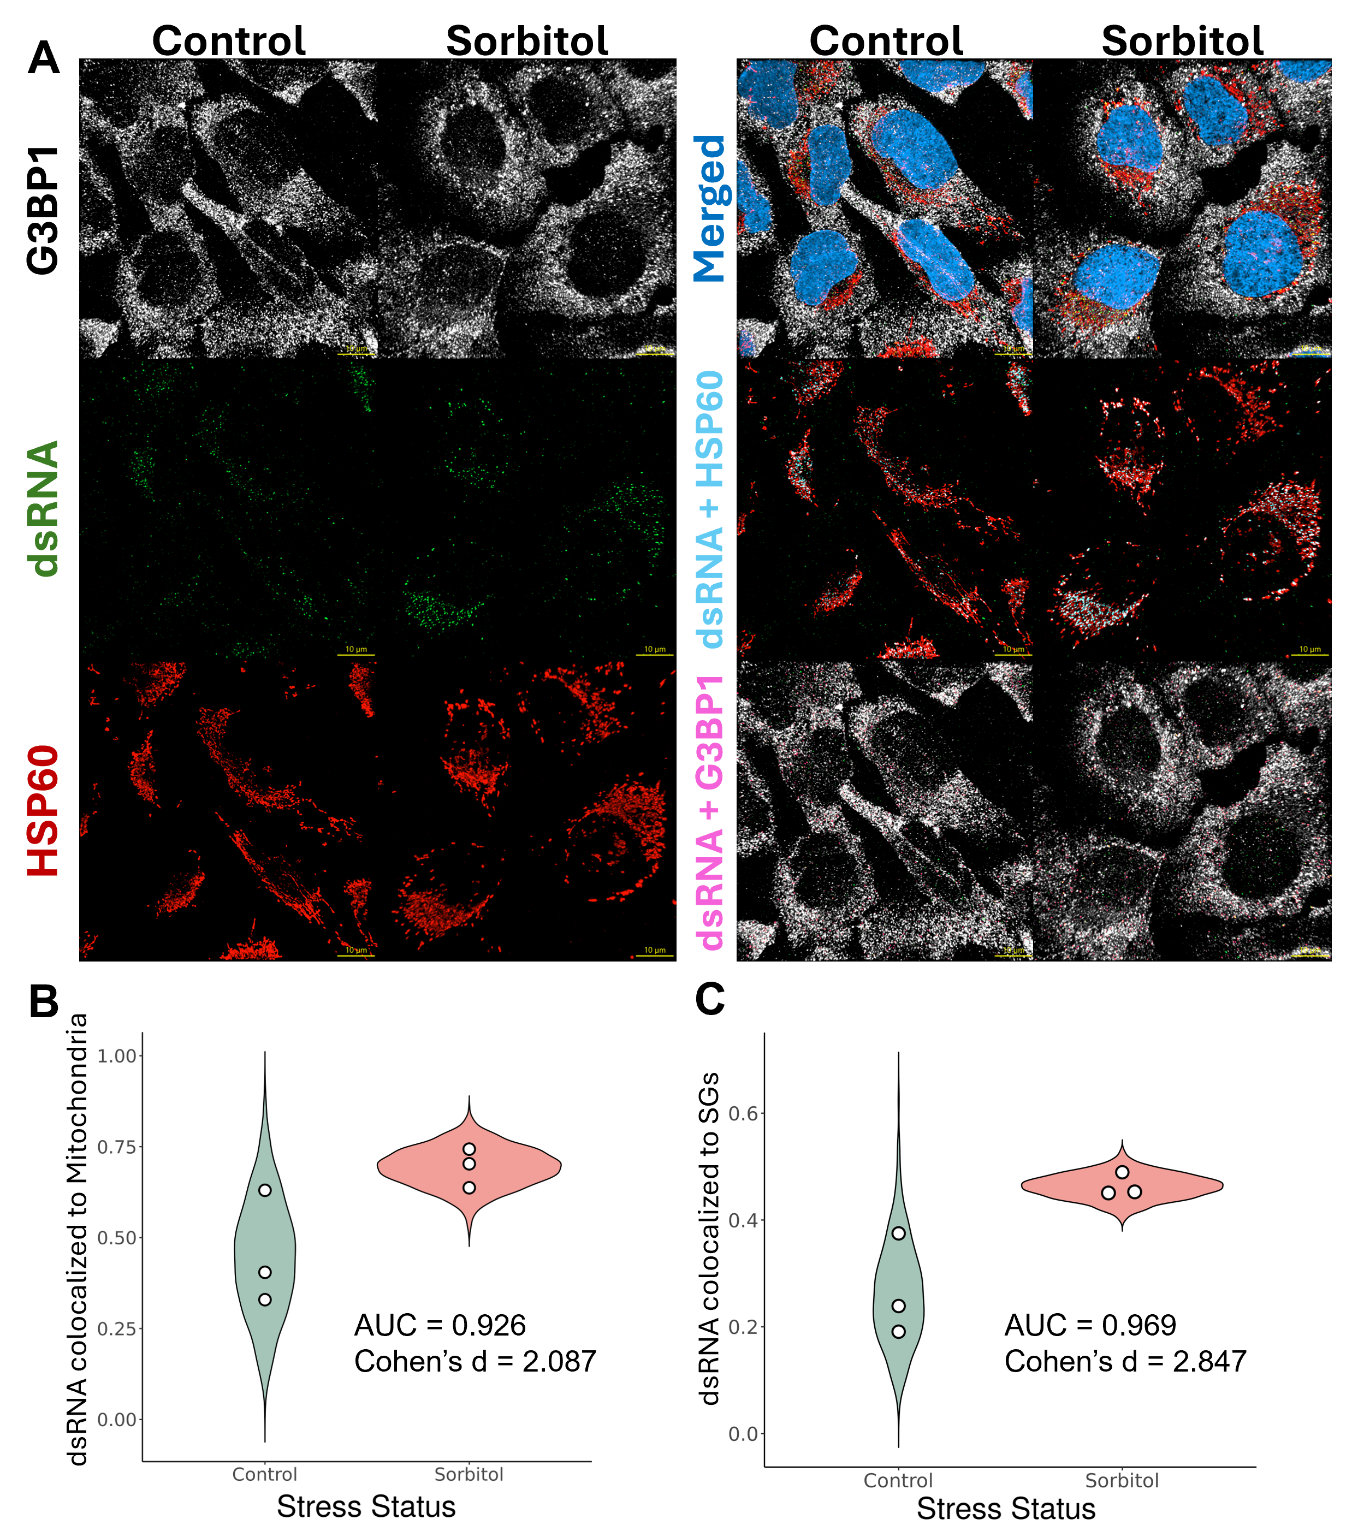 A
Control
Sorbitol
Control
Sorbitol
G3BP1
Merged
dsRNA
10 µm
10 µm
dsRNA + HSP60
10 µm
10 µm
HSP60
10 µm
10 µm
dsRNA + G3BP1
B
dsRNA colocalized to Mitochondria
1.00
0.75
0.50
0.25
0.00
AUC = 0.926
Cohen's d = 2.087
Control
Sorbitol
Stress Status
C
dsRNA colocalized to SGs
0.6
0.4
0.2
0.0
AUC = 0.969
Cohen's d = 2.847
Control
Sorbitol
Stress Status